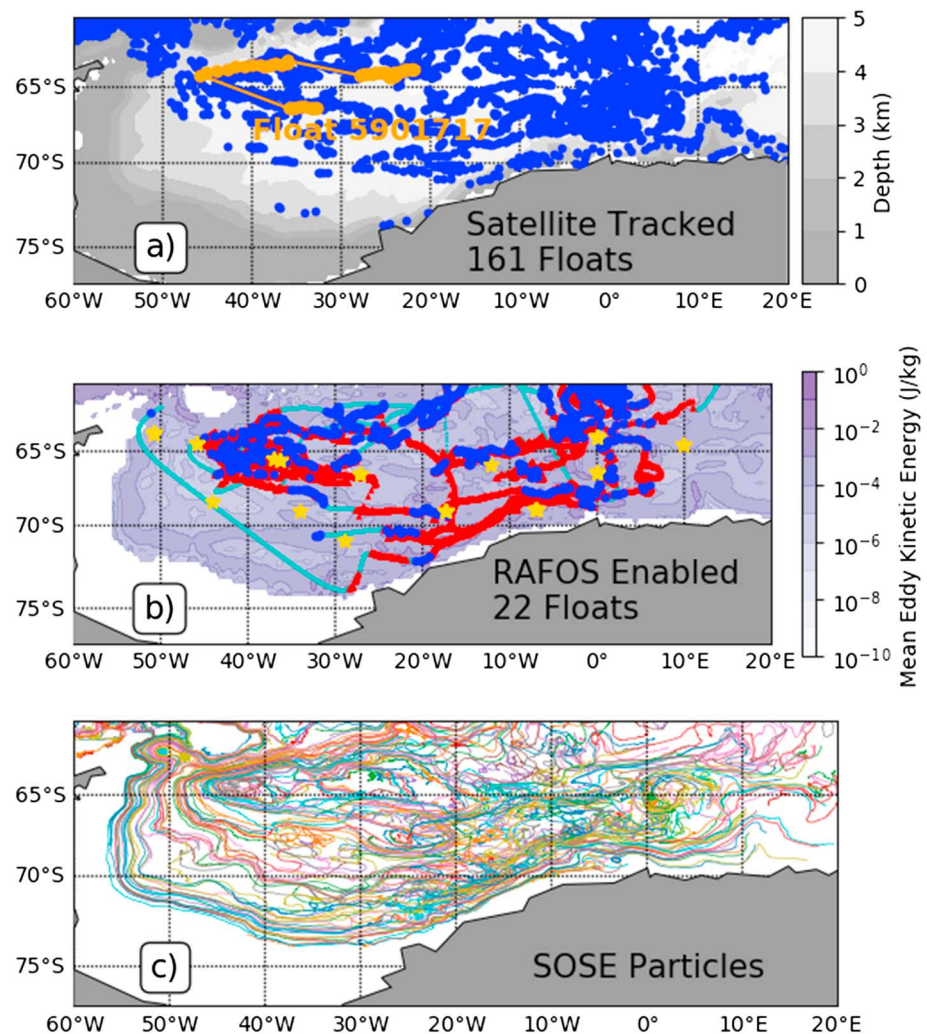 65°S
70°S
75°S
60°W 50°W 40°W 30°W 20°W 10°W 0° 10°E 20°E
Float 5901717
a)
Satellite Tracked
161 Floats
5
4
3
2
1
0
Depth (km)
65°S
70°S
75°S
60°W 50°W 40°W 30°W 20°W 10°W 0° 10°E 20°E
b)
RAFOS Enabled
22 Floats
10⁰
10⁻²
10⁻⁴
10⁻⁶
10⁻⁸
10⁻¹⁰
Mean Eddy Kinetic Energy (J/kg)
65°S
70°S
75°S
60°W 50°W 40°W 30°W 20°W 10°W 0° 10°E 20°E
c)
SOSE Particles